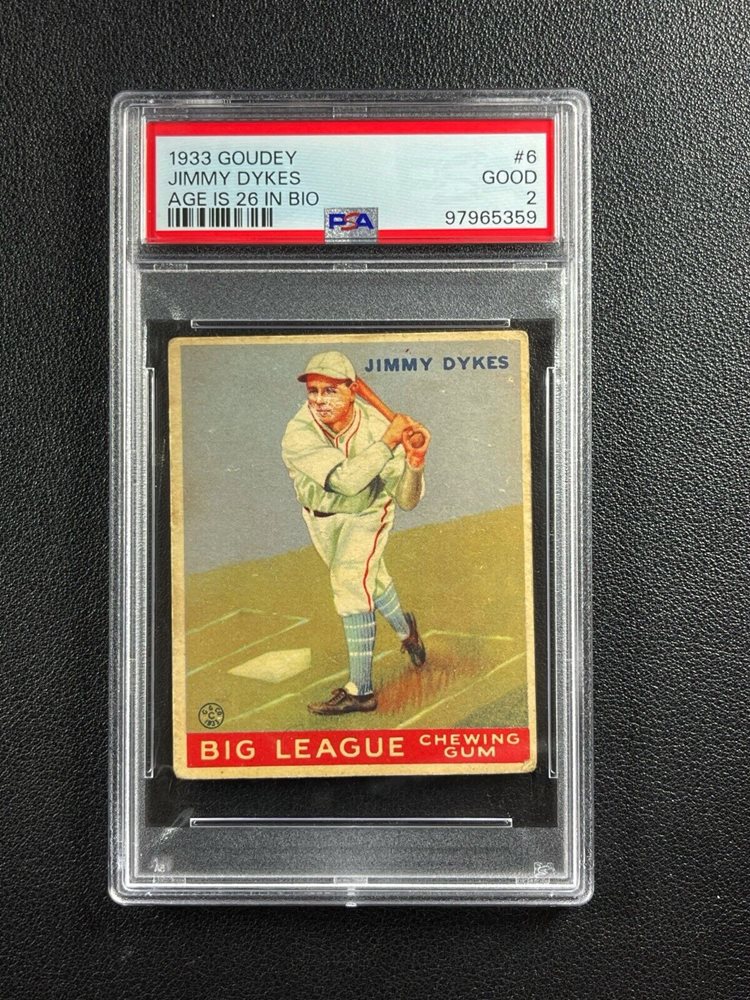 1933 GOUDEY #6
JIMMY DYKES GOOD
AGE IS 26 IN BIO 2
PSA 97965359
JIMMY DYKES
BIG LEAGUE CHEWING GUM